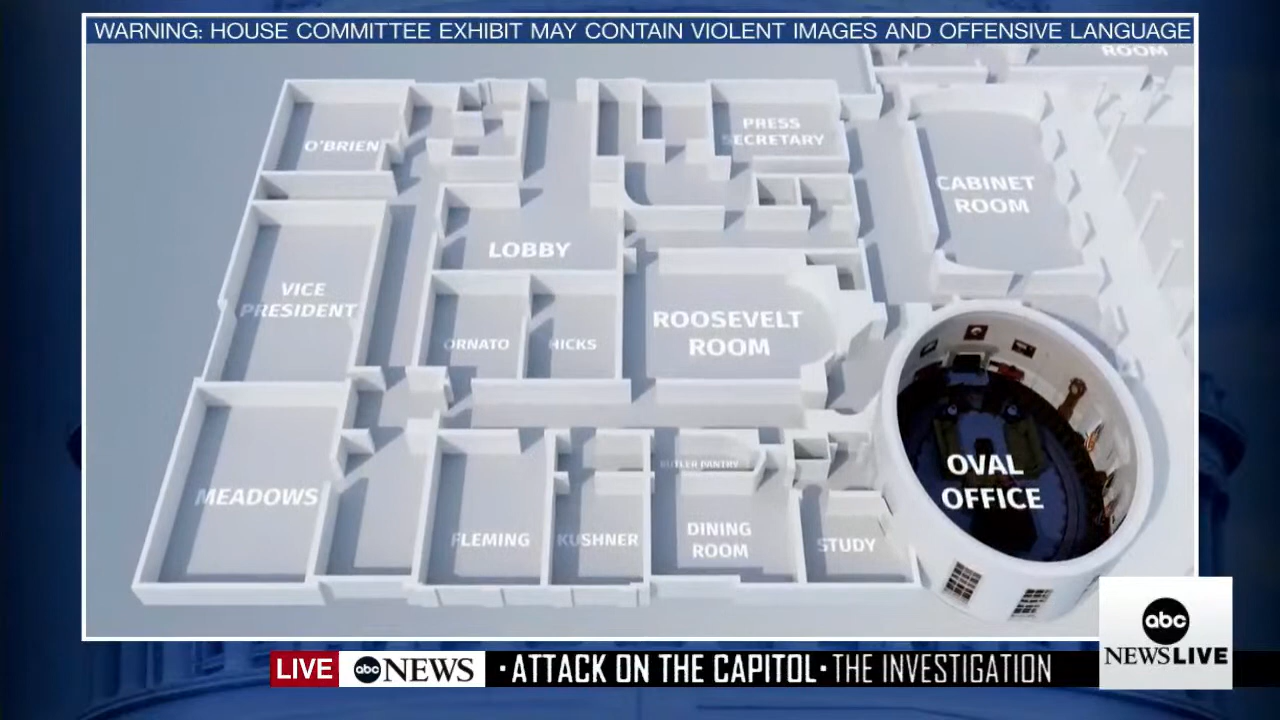 WARNING: HOUSE COMMITTEE EXHIBIT MAY CONTAIN VIOLENT IMAGES AND OFFENSIVE LANGUAGE
ROOM
O'BRIEN
PRESS
SECRETARY
CABINET
ROOM
LOBBY
VICE
PRESIDENT
ORNATO
HICKS
ROOSEVELT
ROOM
MEADOWS
FLEMING
KUSHNER
BUTLER PANTRY
DINING
ROOM
STUDY
OVAL
OFFICE
LIVE
abc NEWS
· ATTACK ON THE CAPITOL · THE INVESTIGATION
abc
NEWSLIVE